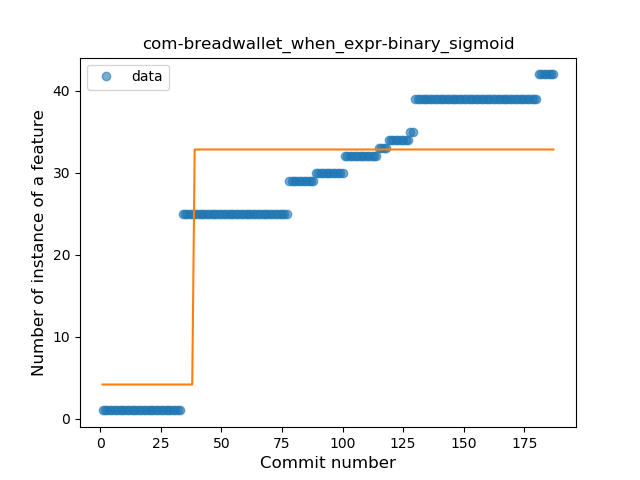 com-breadwallet_when_expr-binary_sigmoid
data
Number of instance of a feature
40
30
20
10
0
0 25 50 75 100 125 150 175
Commit number